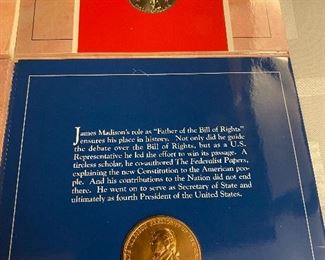 James Madison's role as "Father of the Bill of Rights"
ensures his place in history. Not only did he guide
the debate over the Bill of Rights, but as a U.S.
Representative he led the effort to win its passage. A
tireless scholar, he co-authored The Federalist Papers,
explaining the new Constitution to the American peo-
ple. And his contributions to the Nation did not end
there. He went on to serve as Secretary of State and
ultimately as fourth President of the United States.